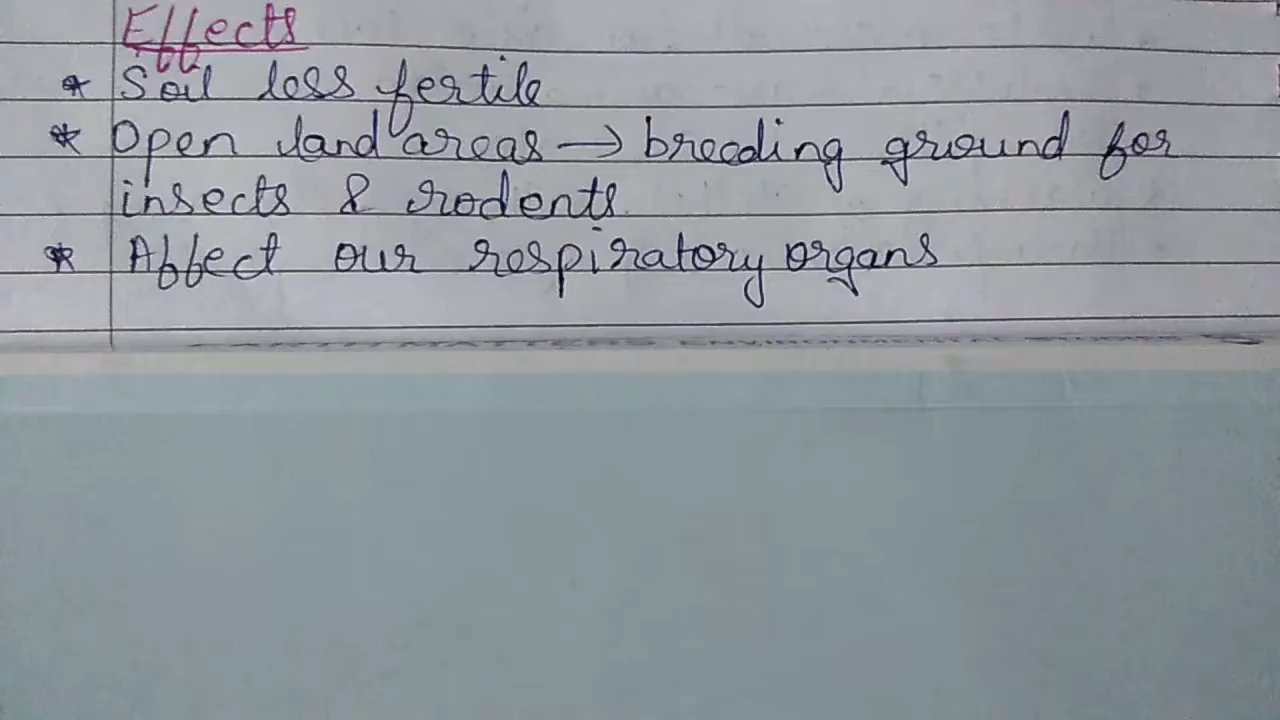 Effects
* Soil less fertile
* Open land areas → breeding ground for
insects & rodents.
* Affect our respiratory organs